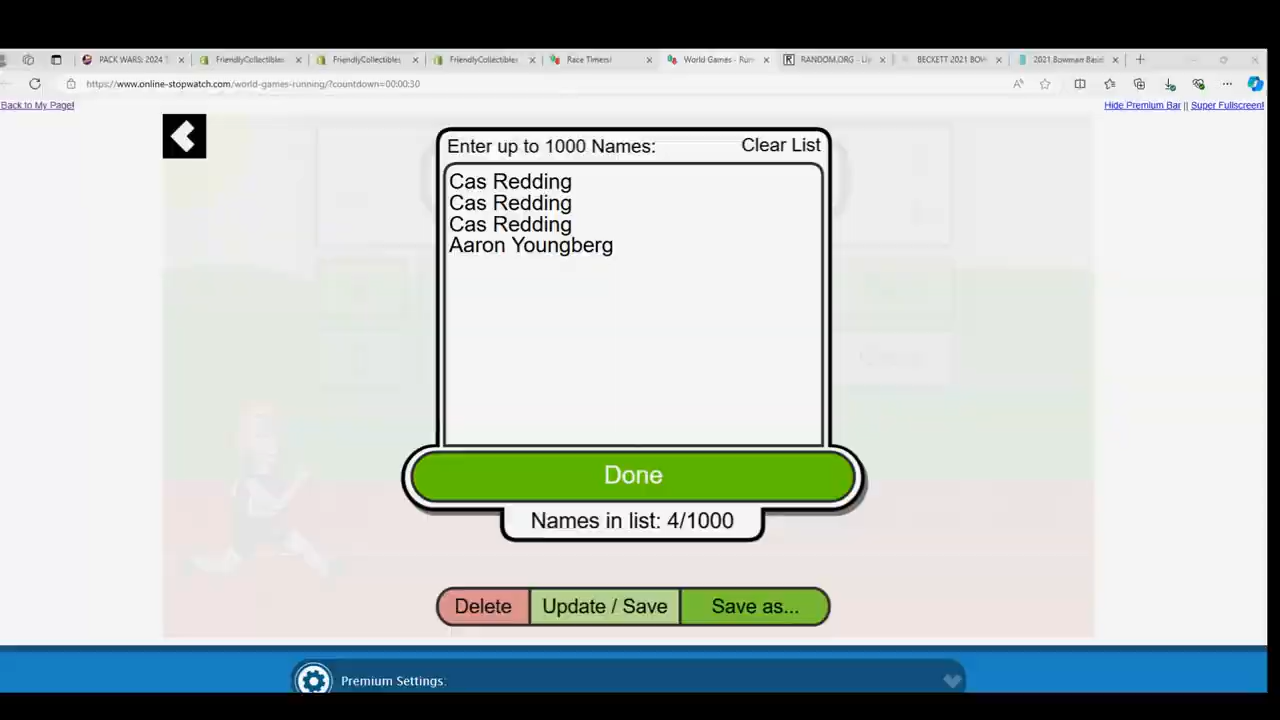 PACK WARS: 2024
FriendlyCollectibles
FriendlyCollectibles
FriendlyCollectibles
Race Timers!
World Games - Run
RANDOM.ORG - Li
BECKETT 2021 BOW
2021 Bowman Bas
https://www.online-stopwatch.com/world-games-running/?countdown=00:00:30
Back to My Page!
Hide Premium Bar || Super Fullscreen!
Enter up to 1000 Names:
Clear List
Cas Redding
Cas Redding
Cas Redding
Aaron Youngberg
Done
Names in list: 4/1000
Delete
Update / Save
Save as...
Premium Settings: